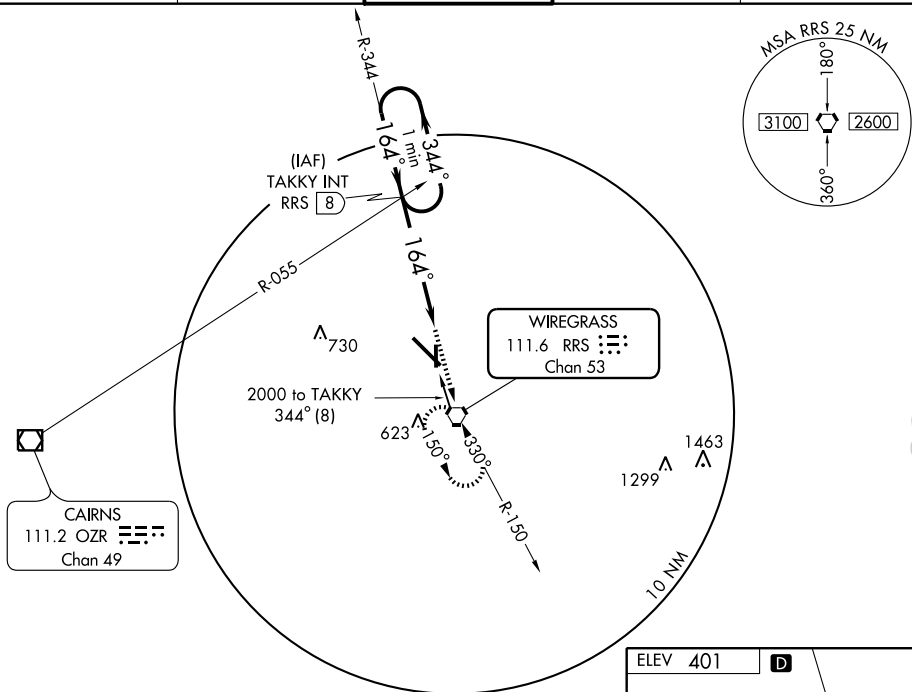 R-344
MSA RRS 25 NM
180°
3100
2600
360°
164°
1 min
344°
(IAF)
TAKKY INT
RRS 8
164°
R-055
730
WIREGRASS
111.6 RRS
Chan 53
2000 to TAKKY
344° (8)
623
150°
330°
1463
1299
R-150
CAIRNS
111.2 OZR
Chan 49
10 NM
ELEV 401 D